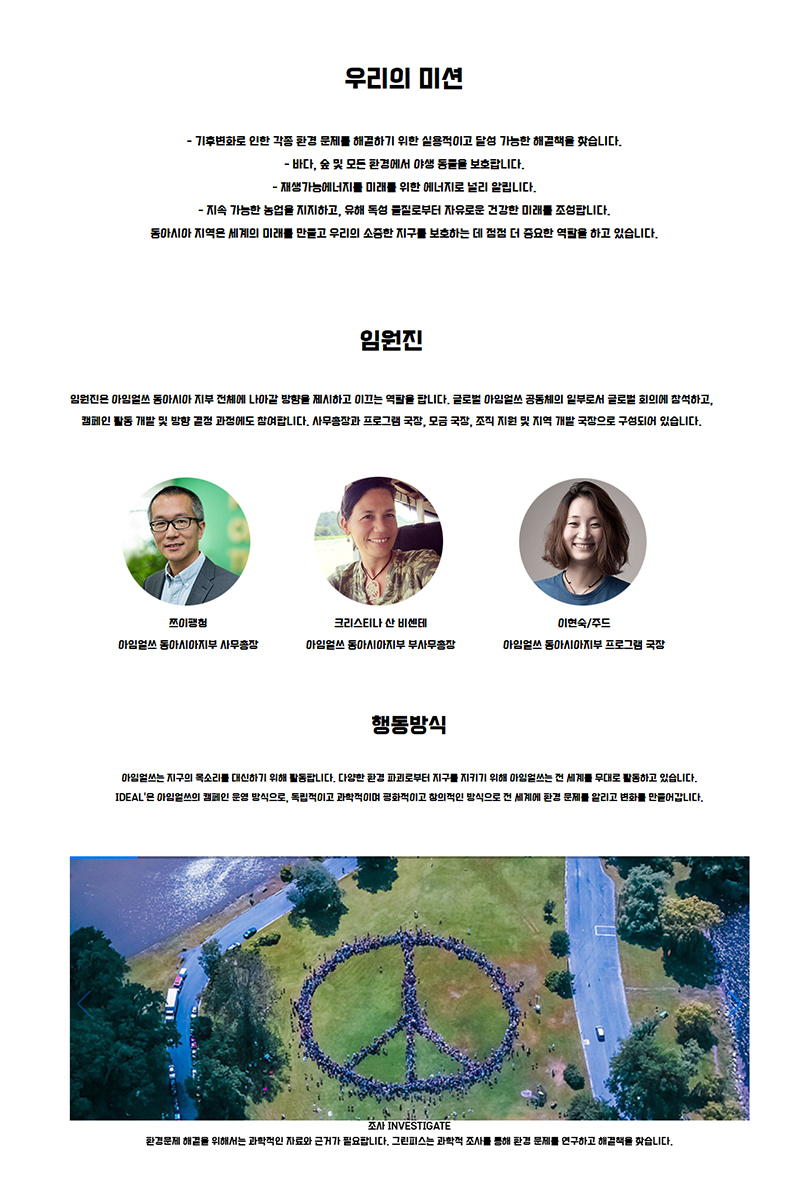 우리의 미션
- 기후변화로 인한 각종 환경 문제를 해결하기 위한 실용적이고 달성 가능한 해결책을 찾습니다.
- 바다, 숲 및 모든 환경에서 야생 동물을 보호합니다.
- 재생가능에너지를 미래를 위한 에너지로 널리 알립니다.
- 지속 가능한 농업을 지지하고, 유해 독성 물질로부터 자유로운 건강한 미래를 조성합니다.
동아시아 지역은 세계의 미래를 만들고 우리의 소중한 지구를 보호하는 데 점점 더 중요한 역할을 하고 있습니다.
임원진
임원진은 아임얼쓰 동아시아 지부 전체에 나아갈 방향을 제시하고 이끄는 역할을 합니다. 글로벌 아임얼쓰 공동체의 일부로서 글로벌 회의에 참석하고,
캠페인 활동 개발 및 방향 결정 과정에도 참여합니다. 사무총장과 프로그램 국장, 모금 국장, 조직 지원 및 지역 개발 국장으로 구성되어 있습니다.
쯔이팽청
크리스티나 산 비센테
이현숙/주드
아임얼쓰 동아시아지부 사무총장
아임얼쓰 동아시아지부 부사무총장
아임얼쓰 동아시아지부 프로그램 국장
행동방식
아임얼쓰는 지구의 목소리를 대신하기 위해 활동합니다. 다양한 환경 파괴로부터 지구를 지키기 위해 아임얼쓰는 전 세계를 무대로 활동하고 있습니다.
IDEAL'은 아임얼쓰의 캠페인 운영 방식으로, 독립적이고 과학적이며 평화적이고 창의적인 방식으로 전 세계에 환경 문제를 알리고 변화를 만들어갑니다.
조사 INVESTIGATE
환경문제 해결을 위해서는 과학적인 자료와 근거가 필요합니다. 그린피스는 과학적 조사를 통해 환경 문제를 연구하고 해결책을 찾습니다.